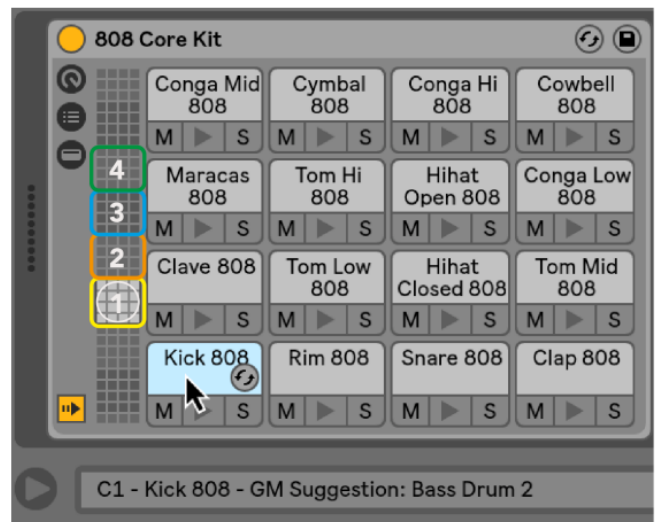 808 Core Kit
Conga Mid 808
Cymbal 808
Conga Hi 808
Cowbell 808
M S M S M S M S
4
Maracas 808
Tom Hi 808
Hihat Open 808
Conga Low 808
M S M S M S M S
3
2
Clave 808
Tom Low 808
Hihat Closed 808
Tom Mid 808
M S M S M S M S
1
Kick 808
Rim 808
Snare 808
Clap 808
M S M S M S M S
C1 - Kick 808 - GM Suggestion: Bass Drum 2